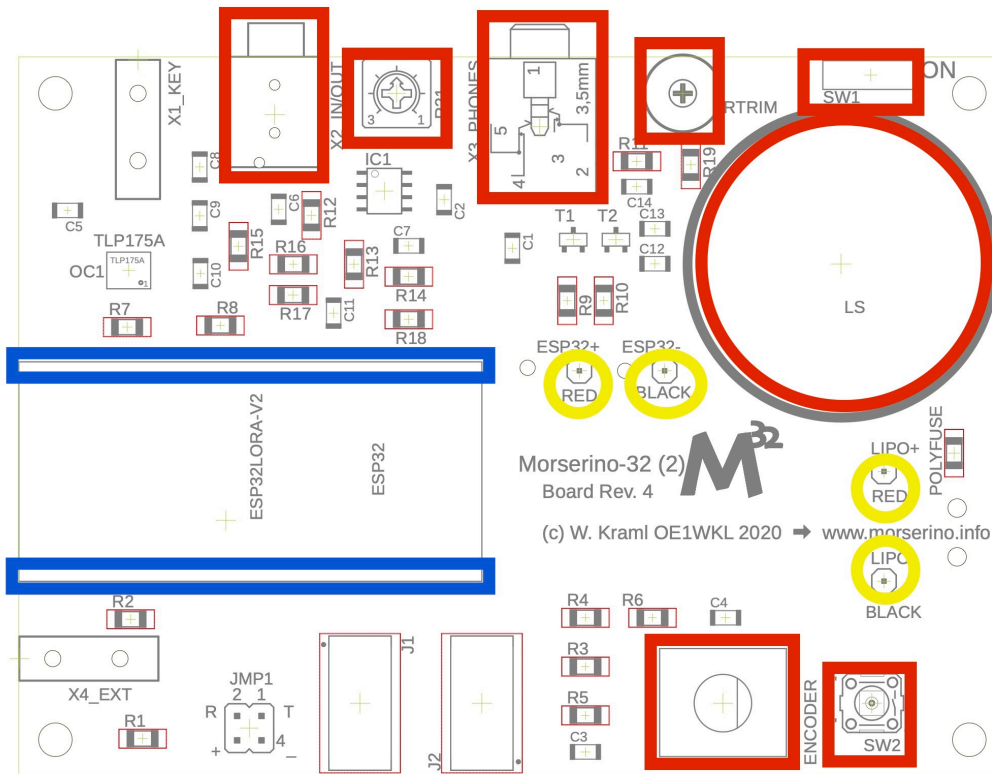 X1_KEY
X2 IN/OUT
3
1
R21
X3 PHONES
1
5
4
3
2
3,5mm
RTRIM
SW1
ON
IC1
R11
R19
C8
C9
C6
R12
C2
C14
C5
T1
T2
C13
TLP175A
R15
R16
R13
C7
C1
C12
OC1
TLP175A
1
C10
R14
R17
C11
R9
R10
LS
R7
R8
R18
ESP32+
ESP32-
RED
BLACK
ESP32LORA-V2
ESP32
M32
Morserino-32 (2)
Board Rev. 4
LIPO+
RED
POLYFUSE
(c) W. Kraml OE1WKL 2020 ➔ www.morserino.info
LIPO
BLACK
R2
R4
R6
C4
J1
R3
X4_EXT
JMP1
2 1
R
T
+
4
_
R1
J2
R5
C3
ENCODER
SW2